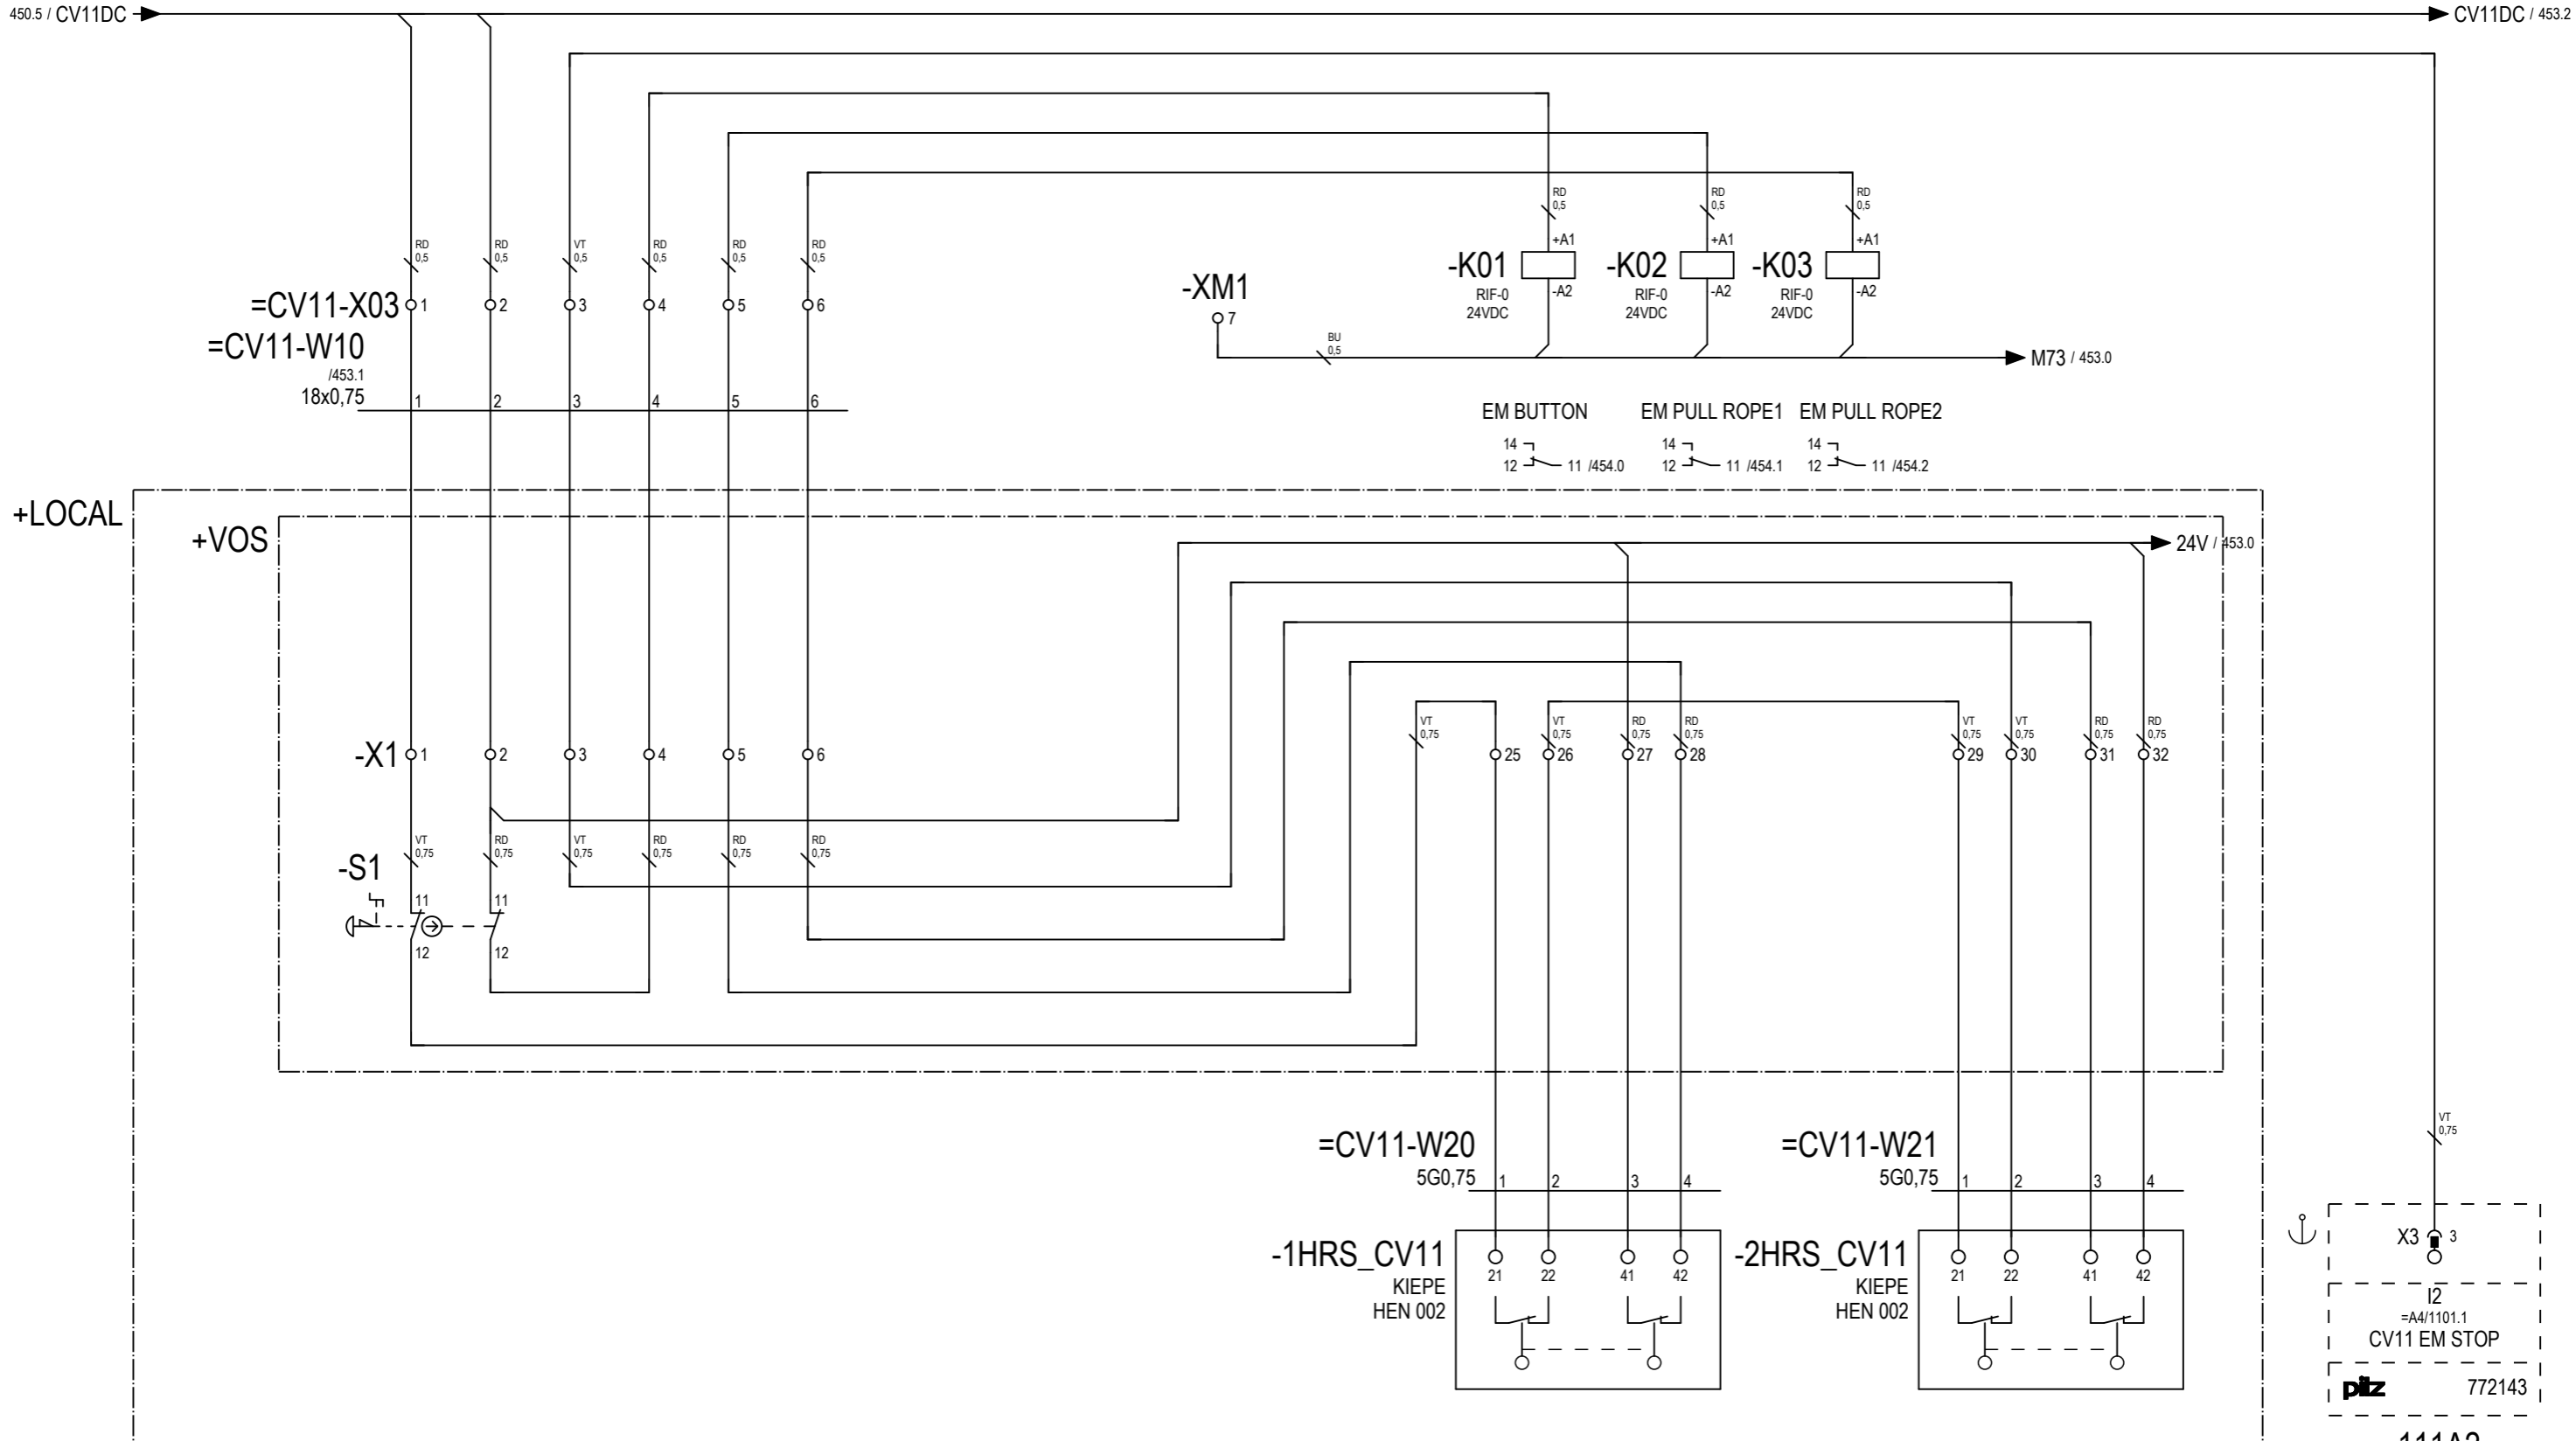 450.5 / CV11DC
CV11DC / 453.2
RD 0,5
RD 0,5
RD 0,5
+A1
+A1
+A1
-K01
-K02
-K03
RIF-0
RIF-0
RIF-0
24VDC
24VDC
24VDC
-A2
-A2
-A2
RD 0,5
RD 0,5
VT 0,5
RD 0,5
RD 0,5
RD 0,5
=CV11-X03 1 2 3 4 5 6
-XM1
7
=CV11-W10
/453.1
18x0,75
1 2 3 4 5 6
BU 0,5
M73 / 453.0
EM BUTTON
EM PULL ROPE1
EM PULL ROPE2
14
12 11 /454.0
14
12 11 /454.1
14
12 11 /454.2
+LOCAL
+VOS
24V / 453.0
VT 0,75
VT 0,75
RD 0,75
RD 0,75
VT 0,75
VT 0,75
RD 0,75
RD 0,75
-X1 1 2 3 4 5 6 25 26 27 28 29 30 31 32
VT 0,75
RD 0,75
VT 0,75
RD 0,75
RD 0,75
RD 0,75
-S1
11 11
12 12
=CV11-W20
5G0,75
1 2 3 4
=CV11-W21
5G0,75
1 2 3 4
-1HRS_CV11
KIEPE
HEN 002
21 22 41 42
-2HRS_CV11
KIEPE
HEN 002
21 22 41 42
VT 0,75
X3 3
I2
=A4/1101.1
CV11 EM STOP
pilz 772143